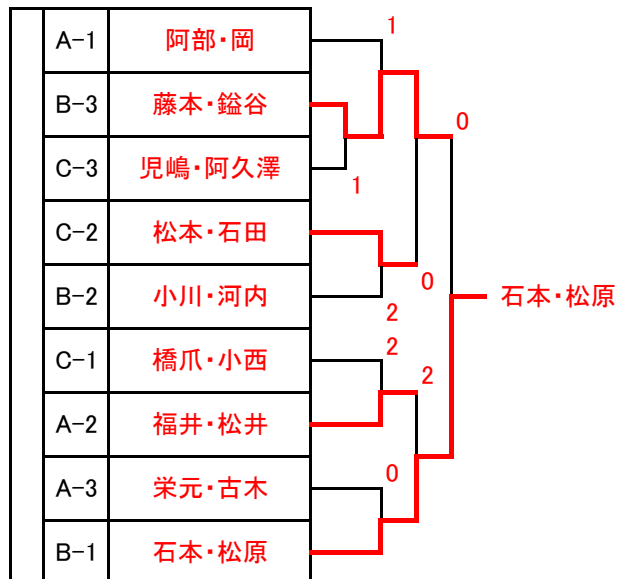 A-1 阿部・岡 1
B-3 藤本・鎰谷 0
C-3 児嶋・阿久澤 1
C-2 松本・石田 0
B-2 小川・河内 2
石本・松原
C-1 橋爪・小西 2
2
A-2 福井・松井
A-3 栄元・古木 0
B-1 石本・松原